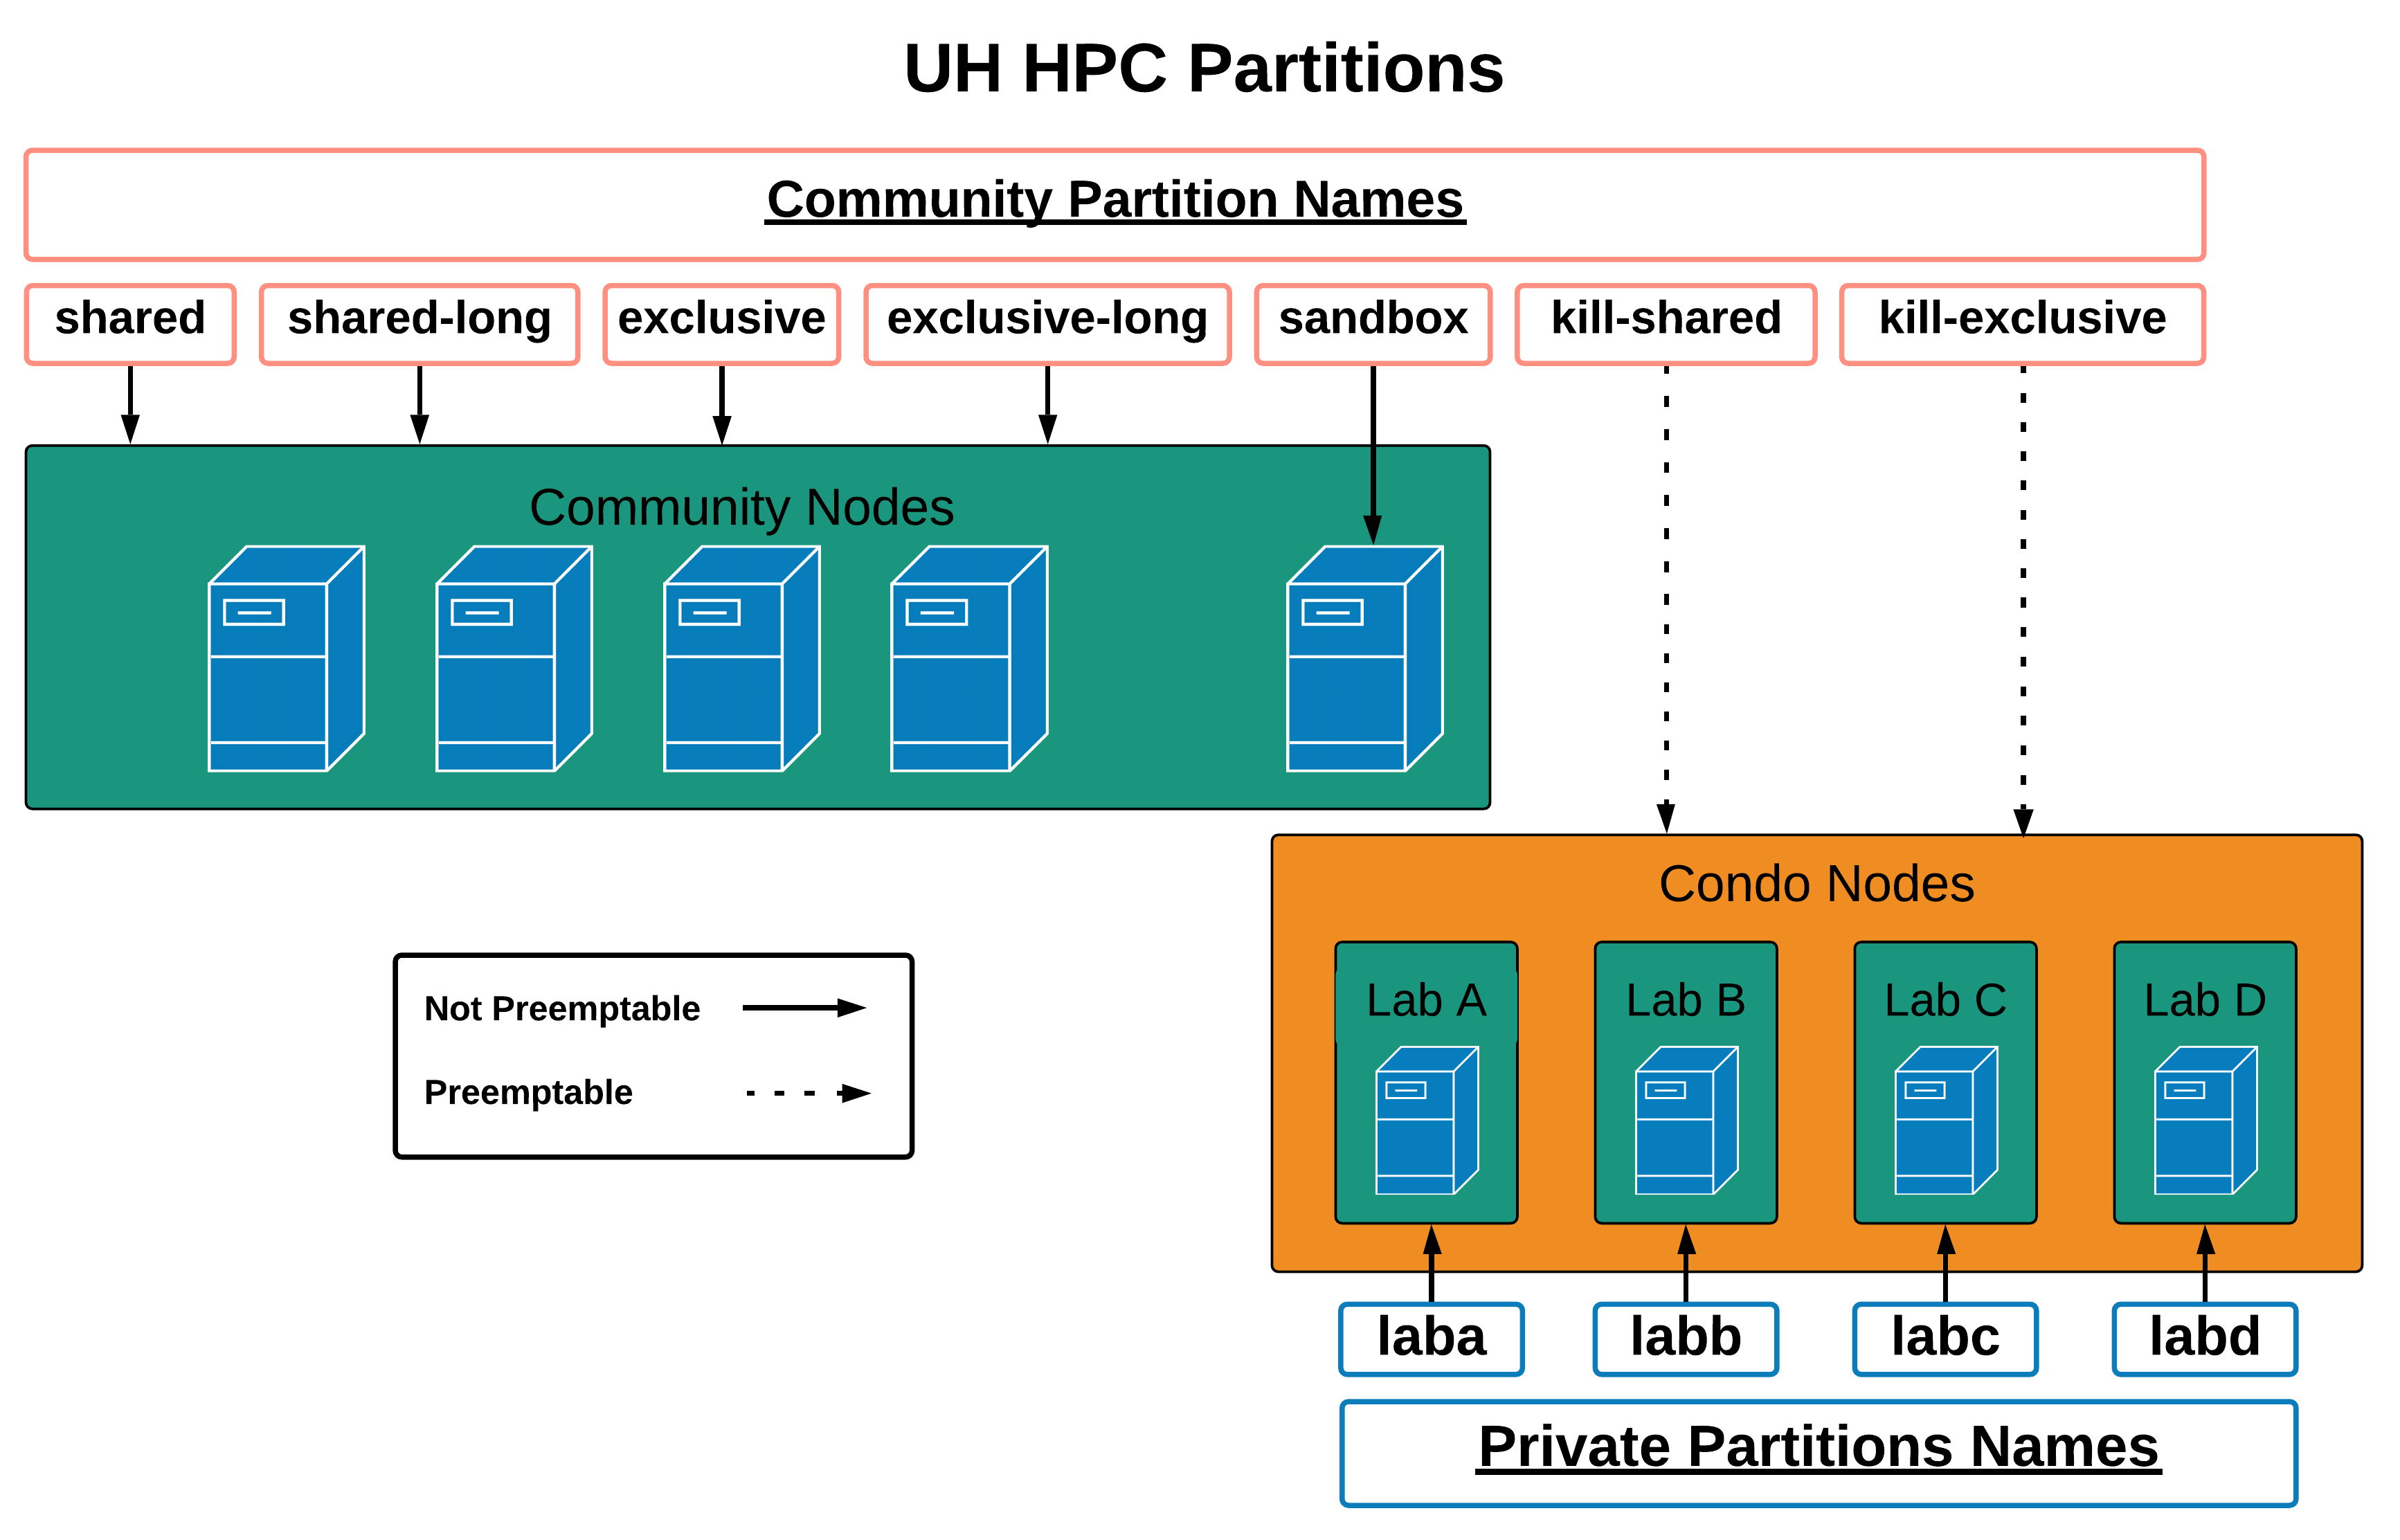 UH HPC Partitions
Community Partition Names
shared
shared-long
exclusive
exclusive-long
sandbox
kill-shared
kill-exclusive
Community Nodes
Condo Nodes
Lab A
Lab B
Lab C
Lab D
Not Preemptable
Preemptable
laba
labb
labc
labd
Private Partitions Names